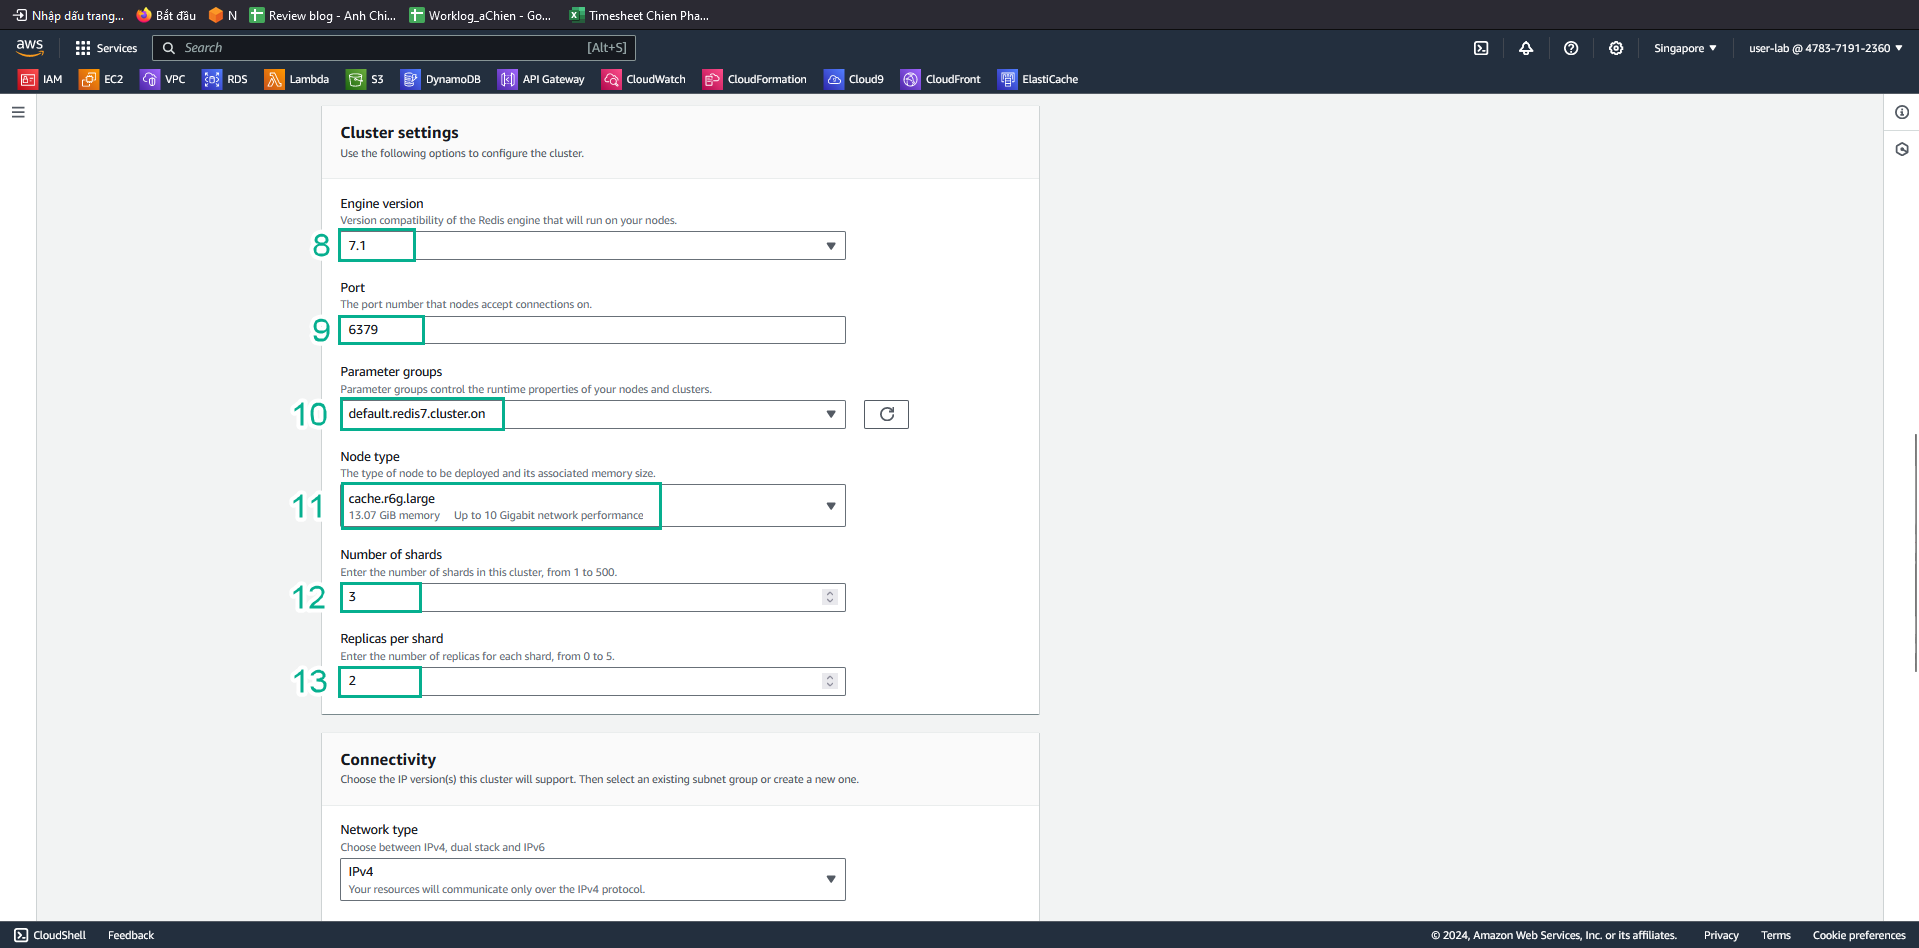 Nhập dấu trang...
Bắt đầu
N
Review blog - Anh Chi...
Worklog_aChien - Go...
Timesheet Chien Pha...
aws
Services
Search
[Alt+S]
Singapore ▼
user-lab @ 4783-7191-2360 ▼
IAM
EC2
VPC
RDS
Lambda
S3
DynamoDB
API Gateway
CloudWatch
CloudFormation
Cloud9
CloudFront
ElastiCache
Cluster settings
Use the following options to configure the cluster.
Engine version
Version compatibility of the Redis engine that will run on your nodes.
8
7.1
Port
The port number that nodes accept connections on.
9
6379
Parameter groups
Parameter groups control the runtime properties of your nodes and clusters.
10
default.redis7.cluster.on
Node type
The type of node to be deployed and its associated memory size.
11
cache.r6g.large
13.07 GiB memory Up to 10 Gigabit network performance
Number of shards
Enter the number of shards in this cluster, from 1 to 500.
12
3
Replicas per shard
Enter the number of replicas for each shard, from 0 to 5.
13
2
Connectivity
Choose the IP version(s) this cluster will support. Then select an existing subnet group or create a new one.
Network type
Choose between IPv4, dual stack and IPv6
IPv4
Your resources will communicate only over the IPv4 protocol.
CloudShell
Feedback
© 2024, Amazon Web Services, Inc. or its affiliates.
Privacy
Terms
Cookie preferences